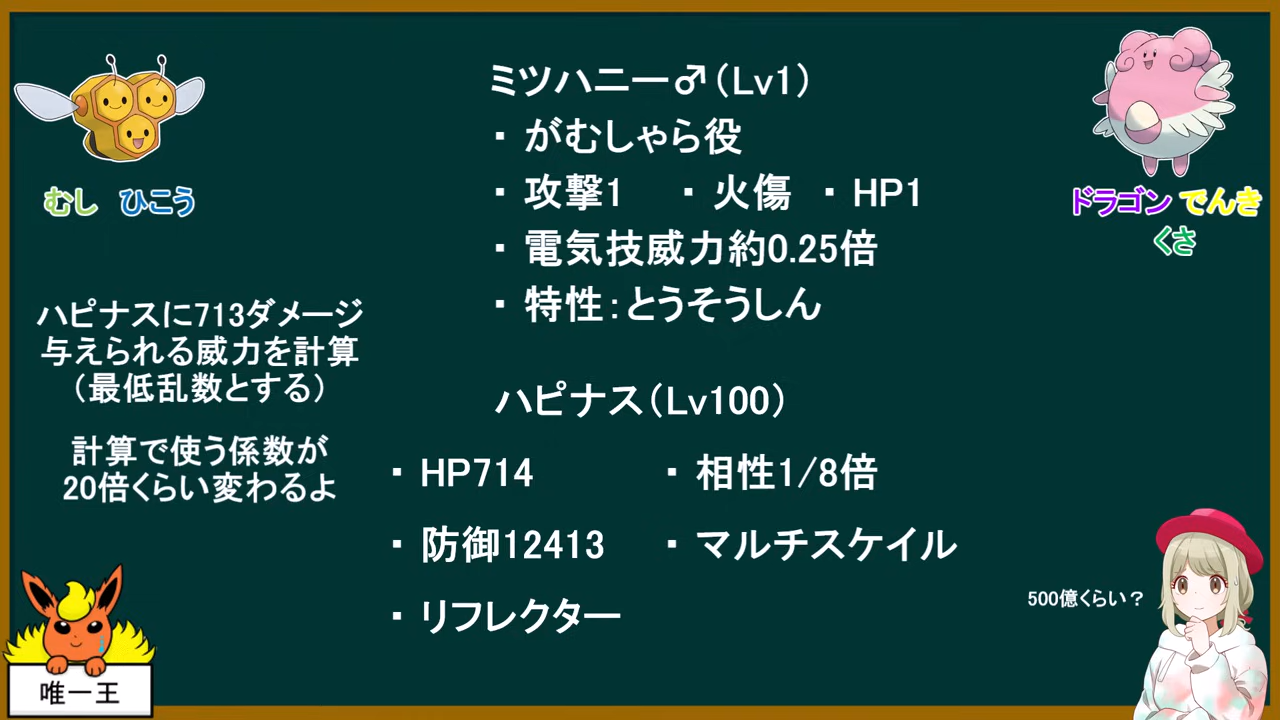 ミツハニー♂（Lv1）
・ がむしゃら役
・ 攻撃1　・ 火傷　・ HP1
・ 電気技威力約0.25倍
・ 特性：とうそうしん
むし　ひこう
ドラゴン でんき
くさ
ハピナスに713ダメージ
与えられる威力を計算
（最低乱数とする）
計算で使う係数が
20倍くらい変わるよ
ハピナス（Lv100）
・ HP714　・ 相性1/8倍
・ 防御12413　・ マルチスケイル
・ リフレクター
500億くらい？
唯一王